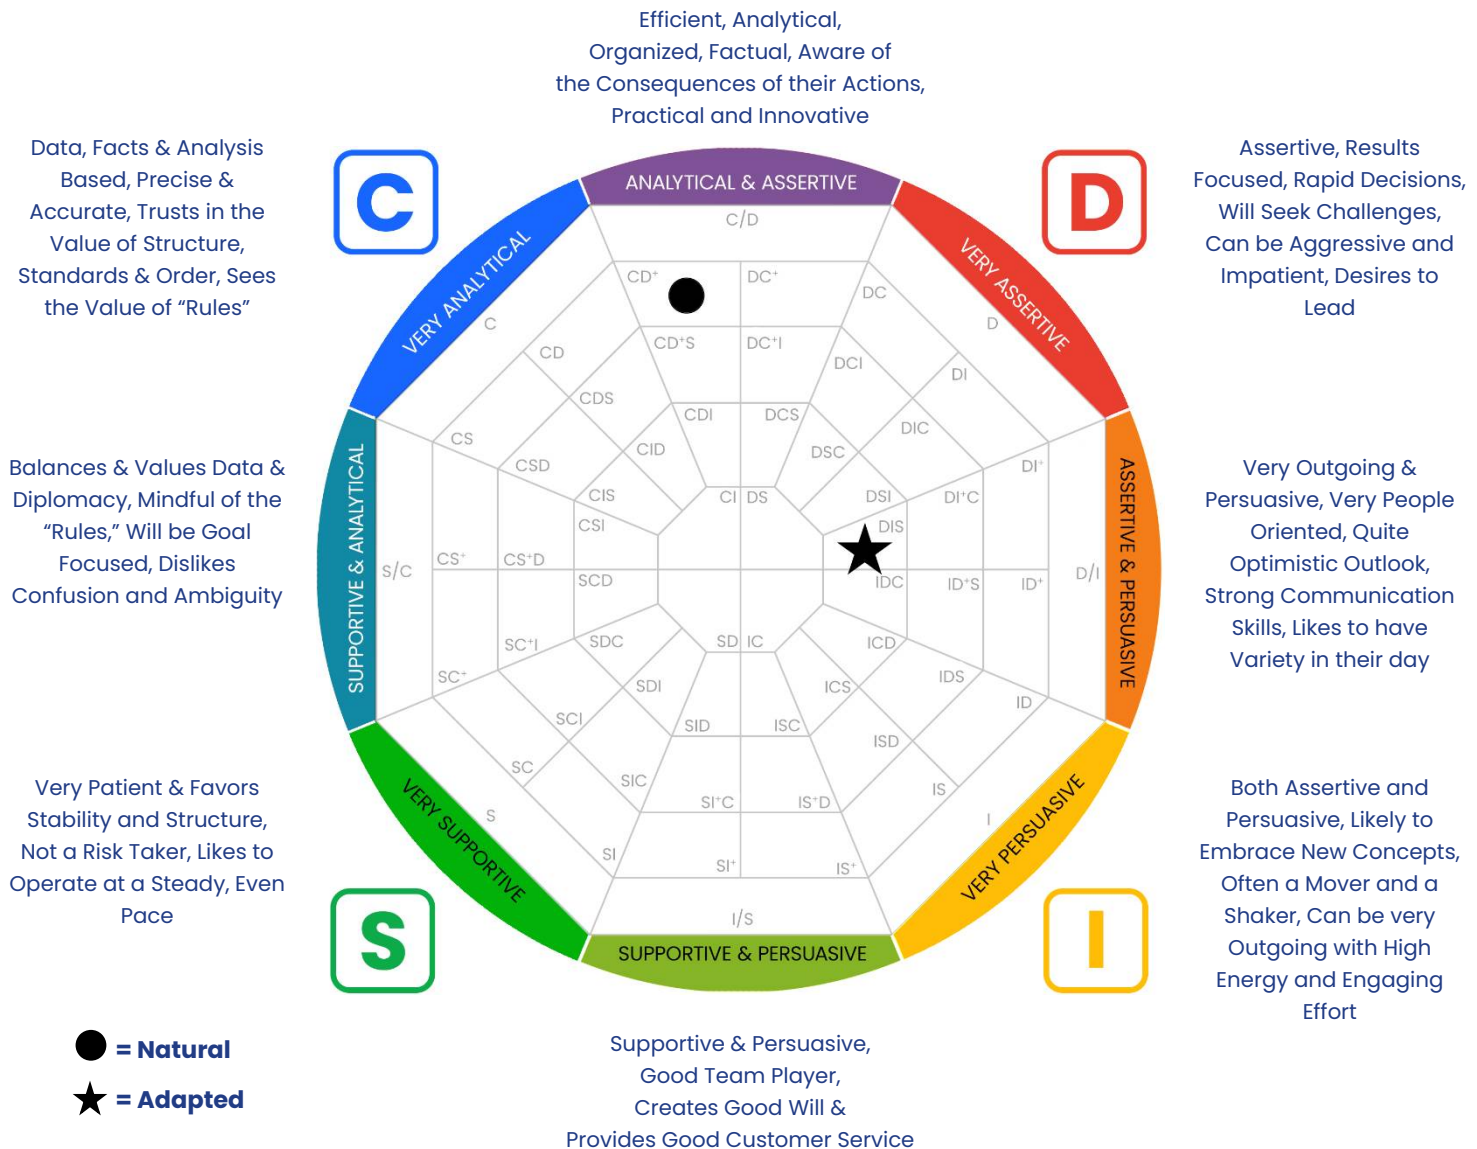 Efficient, Analytical,
Organized, Factual, Aware of
the Consequences of their Actions,
Practical and Innovative
Data, Facts & Analysis
Based, Precise &
Accurate, Trusts in the
Value of Structure,
Standards & Order, Sees
the Value of “Rules”
C
D
Assertive, Results
Focused, Rapid Decisions,
Will Seek Challenges,
Can be Aggressive and
Impatient, Desires to
Lead
ANALYTICAL & ASSERTIVE
VERY ANALYTICAL
VERY ASSERTIVE
C/D
CD⁺
DC⁺
DC
C
D
CD
CD⁺S
DC⁺I
DCI
DI
CDS
CDI
DCS
DIC
CS
CID
DSC
CSD
DI⁺
CIS
CI
DS
DSI
DI⁺C
CSI
DIS
Balances & Values Data &
Diplomacy, Mindful of the
“Rules,” Will be Goal
Focused, Dislikes
Confusion and Ambiguity
SUPPORTIVE & ANALYTICAL
ASSERTIVE & PERSUASIVE
Very Outgoing &
Persuasive, Very People
Oriented, Quite
Optimistic Outlook,
Strong Communication
Skills, Likes to have
Variety in their day
S/C
CS⁺
CS⁺D
D/I
SCD
IDC
ID⁺S
ID⁺
SC⁺I
SDC
SD
IC
ICD
SC⁺
SDI
ICS
IDS
ID
SCI
SID
ISC
ISD
SC
SIC
IS
S
SI⁺C
IS⁺D
I
SI
SI⁺
IS⁺
I/S
VERY SUPPORTIVE
VERY PERSUASIVE
SUPPORTIVE & PERSUASIVE
Very Patient & Favors
Stability and Structure,
Not a Risk Taker, Likes to
Operate at a Steady, Even
Pace
S
I
Both Assertive and
Persuasive, Likely to
Embrace New Concepts,
Often a Mover and a
Shaker, Can be very
Outgoing with High
Energy and Engaging
Effort
= Natural
= Adapted
Supportive & Persuasive,
Good Team Player,
Creates Good Will &
Provides Good Customer Service